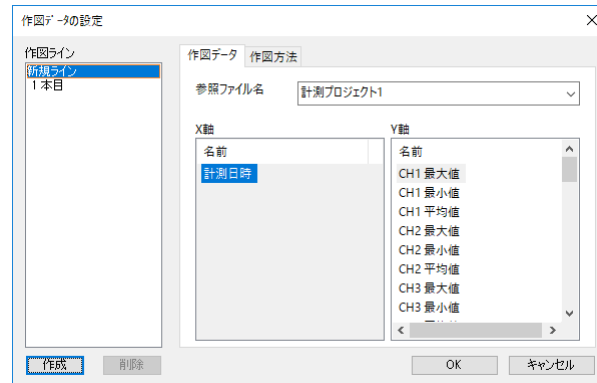 作図ﾃﾞｰﾀの設定
作図ﾗｲﾝ
新規ﾗｲﾝ
1 本目
作図データ 作図方法
参照ﾌｧｲﾙ名 計測ﾌﾟﾛｼﾞｪｸﾄ1
X軸 Y軸
名前 名前
計測日時 CH1 最大値
CH1 最小値
CH1 平均値
CH2 最大値
CH2 最小値
CH2 平均値
CH3 最大値
CH3 最小値
作成 削除 OK キャンセル